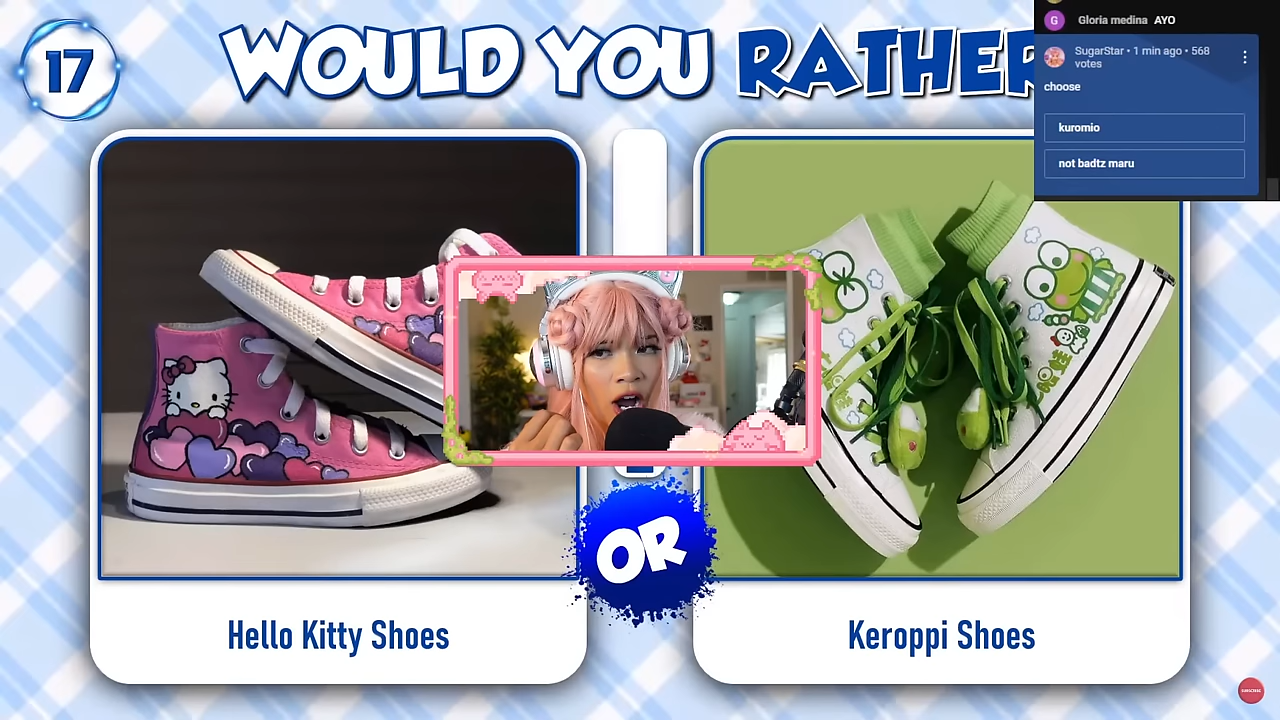 17
WOULD YOU RATHER
G Gloria medina AYO
SugarStar • 1 min ago • 568
votes
choose
kuromio
not badtz maru
OR
Hello Kitty Shoes
Keroppi Shoes
SUBSCRIBE